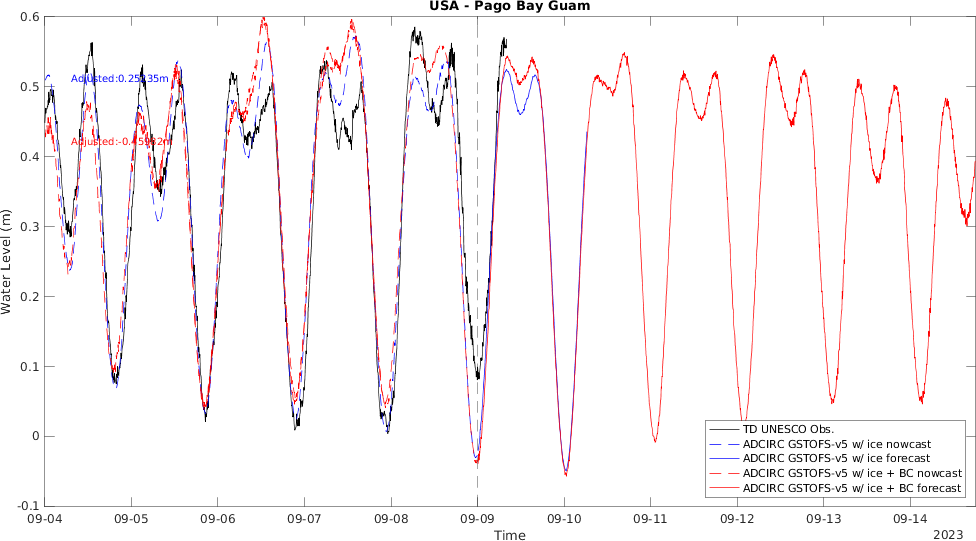 USA - Pago Bay Guam
0.6
0.5
0.4
0.3
0.2
0.1
0
-0.1
Water Level (m)
TD UNESCO Obs.
ADCIRC GSTOFS-v5 w/ ice nowcast
ADCIRC GSTOFS-v5 w/ ice forecast
ADCIRC GSTOFS-v5 w/ ice + BC nowcast
ADCIRC GSTOFS-v5 w/ ice + BC forecast
09-04 09-05 09-06 09-07 09-08 09-09 09-10 09-11 09-12 09-13 09-14
Time
2023